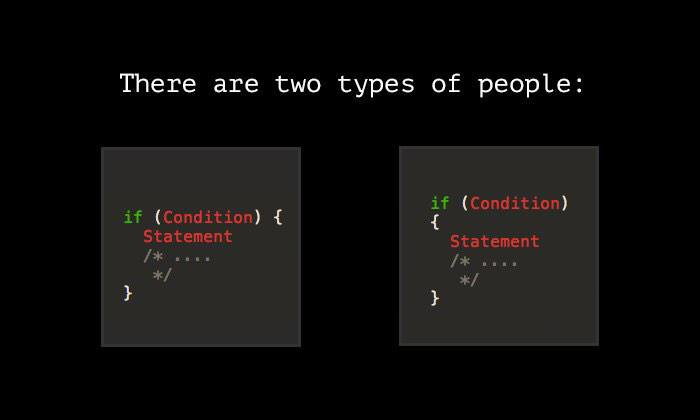 There are two types of people:
if (Condition) {
Statement
/* ....
*/
}
if (Condition)
{
Statement
/* ....
*/
}